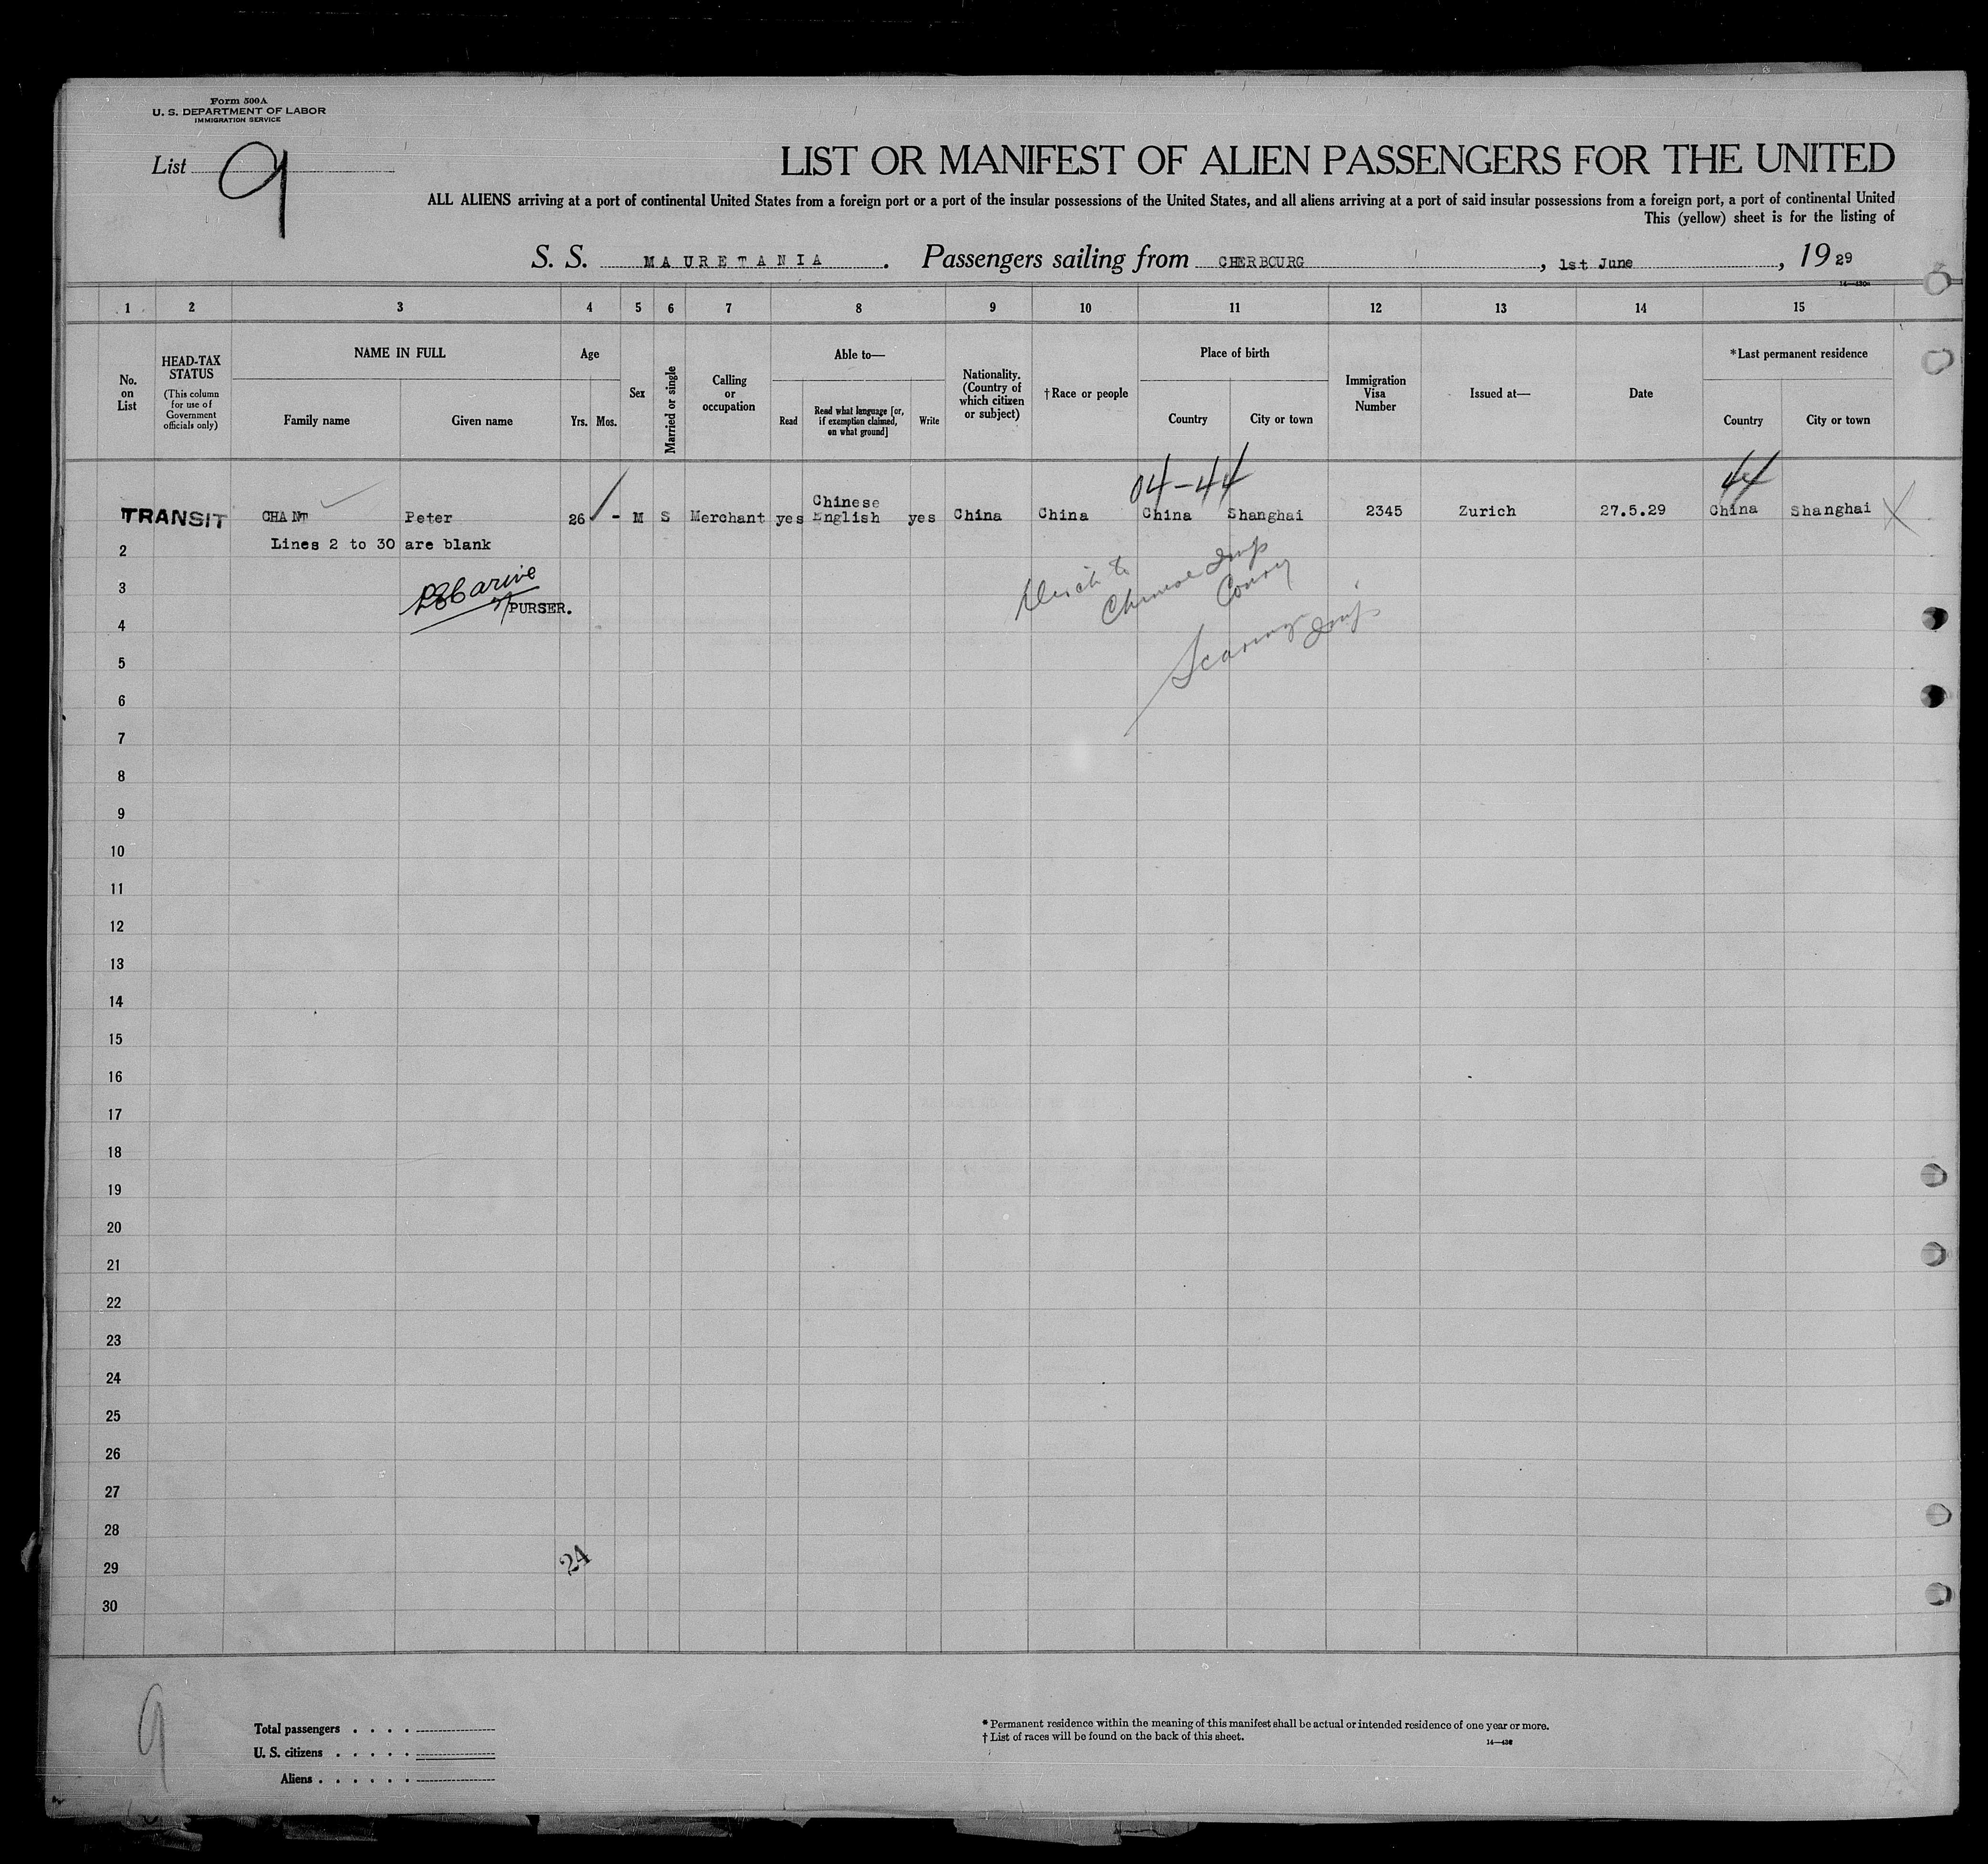 Form 500A
U. S. DEPARTMENT OF LABOR
IMMIGRATION SERVICE
List 9
LIST OR MANIFEST OF ALIEN PASSENGERS FOR THE UNITED
ALL ALIENS arriving at a port of continental United States from a foreign port or a port of the insular possessions of the United States, and all aliens arriving at a port of said insular possessions from a foreign port, a port of continental United
This (yellow) sheet is for the listing of
S. S. MAURETANIA. Passengers sailing from CHERBOURG, 1st June, 19 29
1 2 3 4 5 6 7 8 9 10 11 12 13 14 15
No. on List
HEAD-TAX STATUS
(This column for use of Government officials only)
NAME IN FULL
Family name
Given name
Age
Yrs.
Mos.
Sex
Married or single
Calling or occupation
Able to—
Read
Read what language [or, if exemption claimed, on what ground]
Write
Nationality. (Country of which citizen or subject)
†Race or people
Place of birth
Country
City or town
Immigration Visa Number
Issued at—
Date
*Last permanent residence
Country
City or town
04-44 44
TRANSIT CHANT Peter 26 - M S Merchant yes Chinese English yes China China China Shanghai 2345 Zurich 27.5.29 China Shanghai X
2 Lines 2 to 30 are blank
3
PURSER.
Chinese Insp
4
Insp
5
6
7
8
9
10
11
12
13
14
15
16
17
18
19
20
21
22
23
24
25
26
27
28
29
24
30
9
Total passengers . . . .
U. S. citizens . . . . .
Aliens . . . . . .
* Permanent residence within the meaning of this manifest shall be actual or intended residence of one year or more.
† List of races will be found on the back of this sheet.